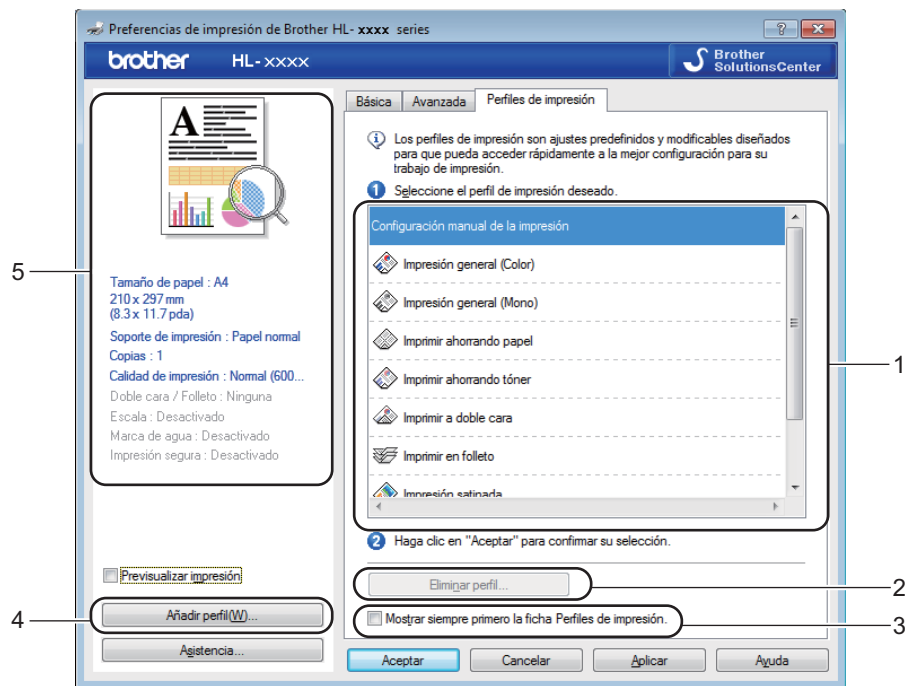 Preferencias de impresión de Brother HL- xxxx series
brother HL-xxxx
Brother
SolutionsCenter
A
Tamaño de papel : A4
210 x 297 mm
(8.3 x 11.7 pda)
Soporte de impresión : Papel normal
Copias : 1
Calidad de impresión : Normal (600...
Doble cara / Folleto : Ninguna
Escala : Desactivado
Marca de agua : Desactivado
Impresión segura : Desactivado
5
Previsualizar impresión
Añadir perfil(W)...
4
Asistencia...
Básica Avanzada Perfiles de impresión
Los perfiles de impresión son ajustes predefinidos y modificables diseñados
para que pueda acceder rápidamente a la mejor configuración para su
trabajo de impresión.
1 Seleccione el perfil de impresión deseado.
Configuración manual de la impresión
Impresión general (Color)
Impresión general (Mono)
Imprimir ahorrando papel
Imprimir ahorrando tóner
Imprimir a doble cara
Imprimir en folleto
Impresión satinada
1
2 Haga clic en "Aceptar" para confirmar su selección.
Eliminar perfil...
2
Mostrar siempre primero la ficha Perfiles de impresión.
3
Aceptar Cancelar Aplicar Ayuda